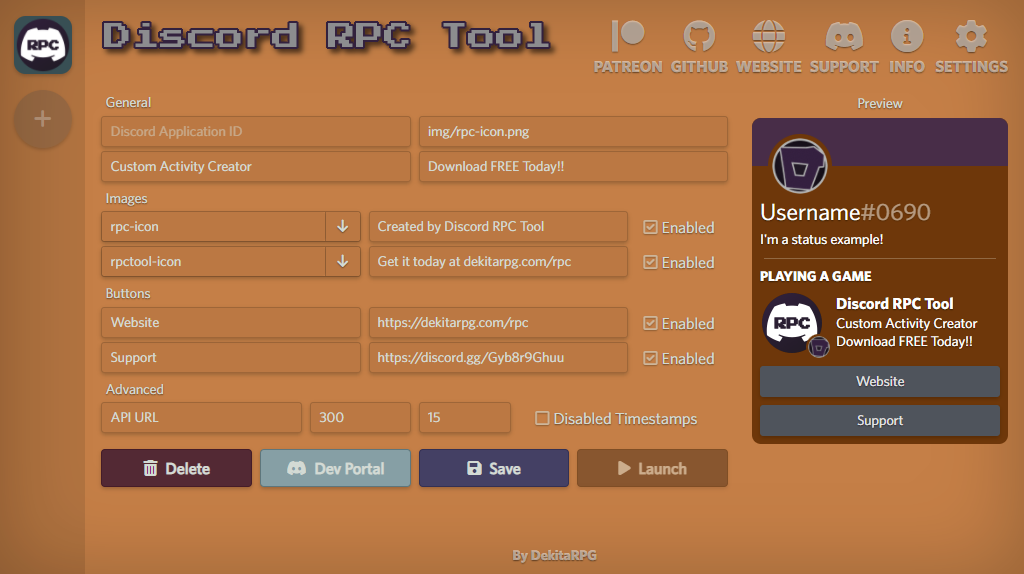 RPC
Discord RPC Tool
PATREON GITHUB WEBSITE SUPPORT INFO SETTINGS
General
Discord Application ID
img/rpc-icon.png
Custom Activity Creator
Download FREE Today!!
Images
rpc-icon
Created by Discord RPC Tool
Enabled
rpctool-icon
Get it today at dekitarpg.com/rpc
Enabled
Buttons
Website
https://dekitarpg.com/rpc
Enabled
Support
https://discord.gg/Gyb8r9Ghuu
Enabled
Advanced
API URL
300
15
Disabled Timestamps
Delete
Dev Portal
Save
Launch
Preview
Username#0690
I'm a status example!
PLAYING A GAME
RPC
Discord RPC Tool
Custom Activity Creator
Download FREE Today!!
Website
Support
By DekitaRPG